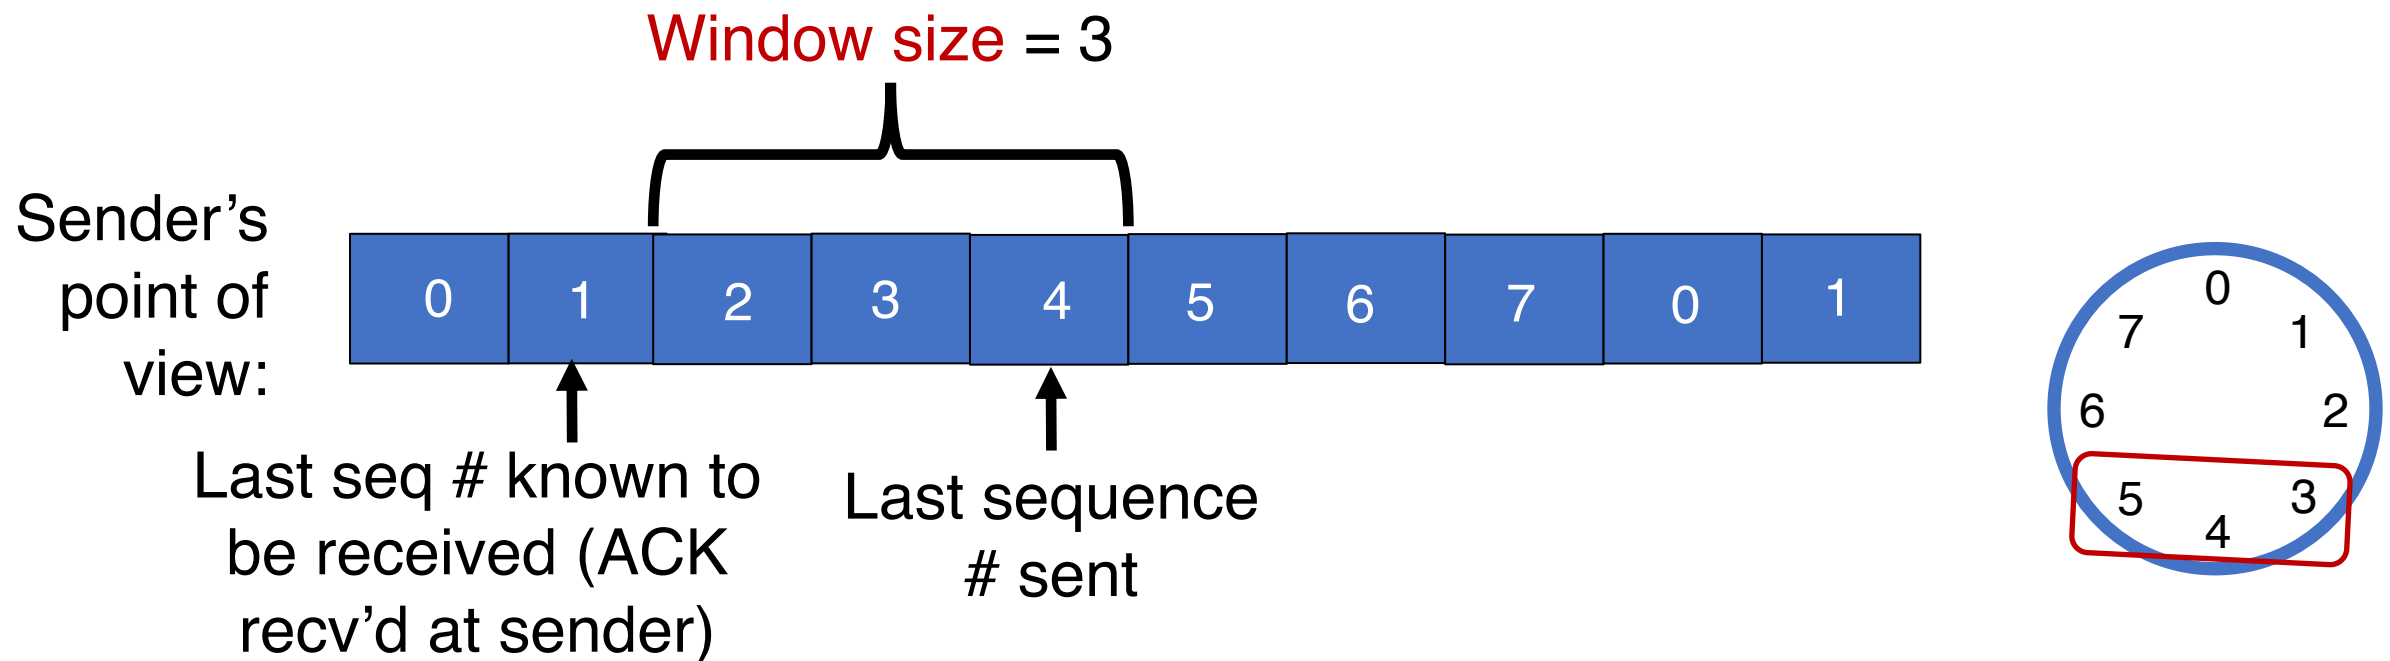 Window size = 3
Sender’s
point of
view:
0 1 2 3 4 5 6 7 0 1
Last seq # known to
be received (ACK
recv’d at sender)
Last sequence
# sent
0
7 1
6 2
5 3
4